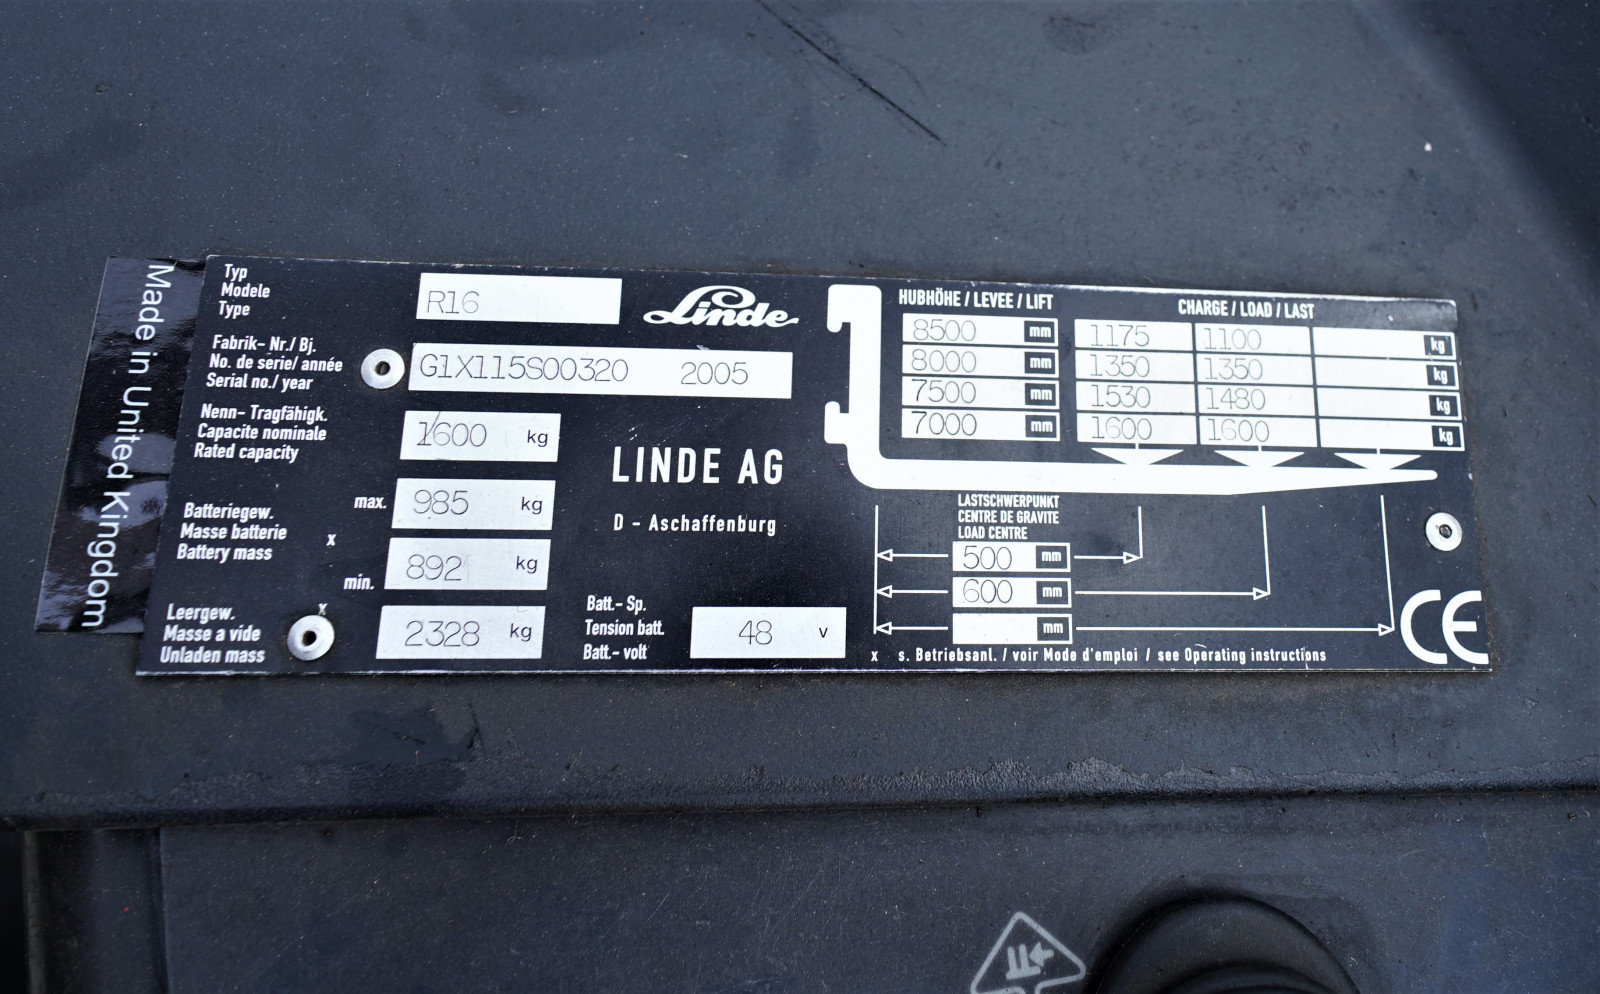 Made in United Kingdom
Typ
Modele
Type
R16
Linde
Fabrik- Nr./ Bj.
No. de serie/ année
Serial no./ year
G1X115S00320 2005
Nenn- Tragfähigk.
Capacite nominale
Rated capacity
1600 kg
LINDE AG
D - Aschaffenburg
Batteriegew.
Masse batterie x
Battery mass
max. 985 kg
min. 892 kg
Leergew. x
Masse a vide
Unladen mass
2328 kg
Batt.- Sp.
Tension batt.
Batt.- volt
48 v
HUBHÖHE / LEVEE / LIFT CHARGE / LOAD / LAST
8500 mm 1175 1100 kg
8000 mm 1350 1350 kg
7500 mm 1530 1480 kg
7000 mm 1600 1600 kg
LASTSCHWERPUNKT
CENTRE DE GRAVITE
LOAD CENTRE
500 mm
600 mm
mm
x s. Betriebsanl. / voir Mode d'emploi / see Operating instructions
CE